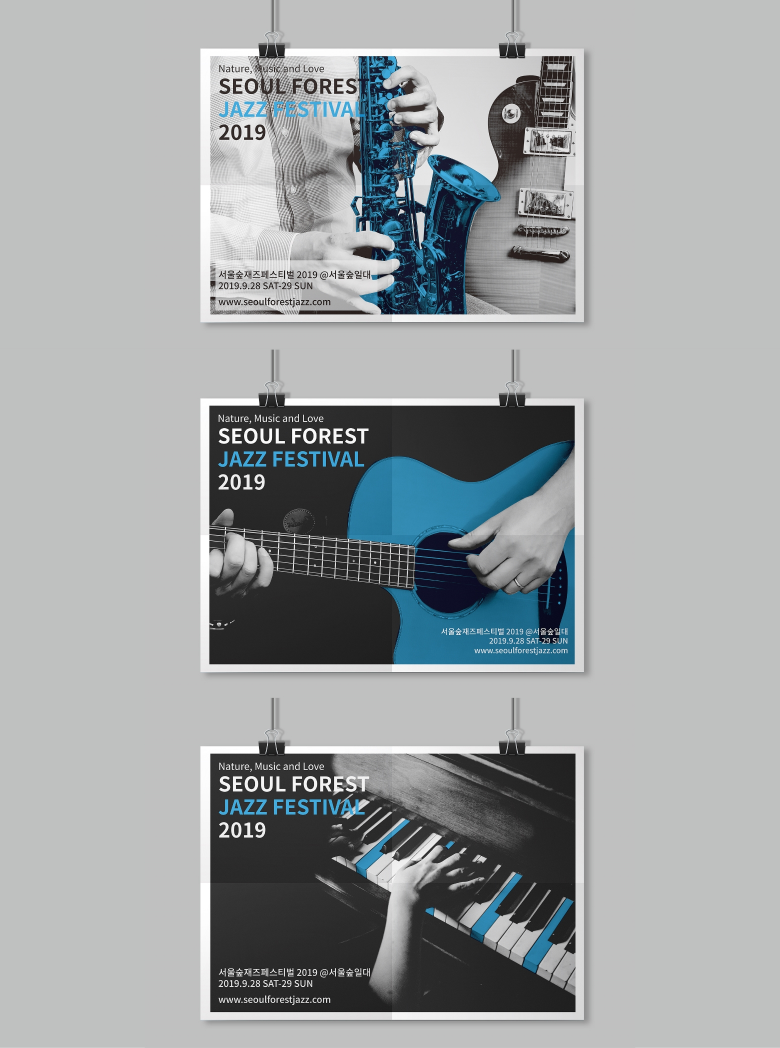 Nature, Music and Love
SEOUL FOREST
JAZZ FESTIVAL
2019
서울숲재즈페스티벌 2019 @서울숲일대
2019.9.28 SAT-29 SUN
www.seoulforestjazz.com
Nature, Music and Love
SEOUL FOREST
JAZZ FESTIVAL
2019
서울숲재즈페스티벌 2019 @서울숲일대
2019.9.28 SAT-29 SUN
www.seoulforestjazz.com
Nature, Music and Love
SEOUL FOREST
JAZZ FESTIVAL
2019
서울숲재즈페스티벌 2019 @서울숲일대
2019.9.28 SAT-29 SUN
www.seoulforestjazz.com